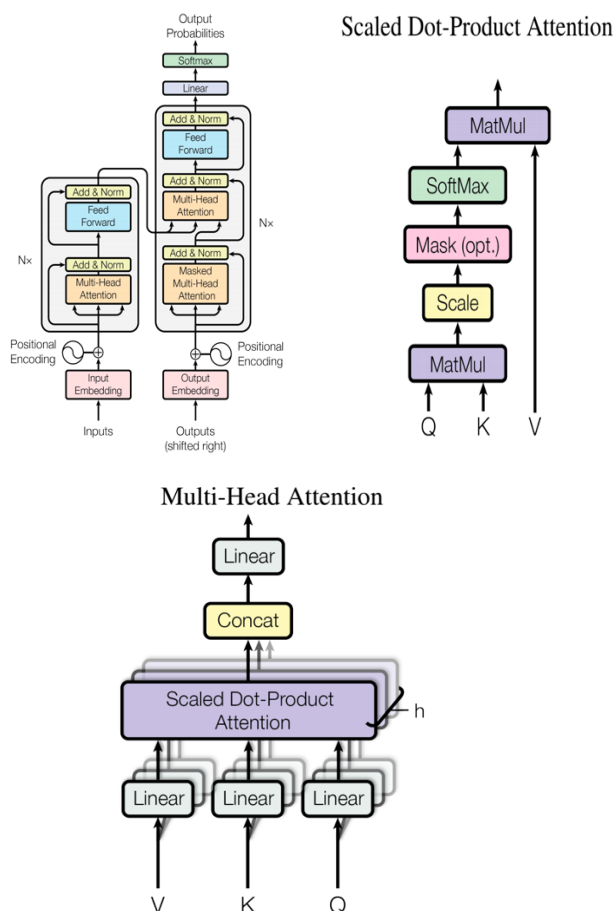 Output
Probabilities
Softmax
Linear
Add & Norm
Feed
Forward
Add & Norm
Multi-Head
Attention
Nx
Add & Norm
Masked
Multi-Head
Attention
Add & Norm
Feed
Forward
Nx
Add & Norm
Multi-Head
Attention
Positional
Encoding
Positional
Encoding
Input
Embedding
Output
Embedding
Inputs
Outputs
(shifted right)
Scaled Dot-Product Attention
MatMul
SoftMax
Mask (opt.)
Scale
MatMul
Q K V
Multi-Head Attention
Linear
Concat
Scaled Dot-Product
Attention
h
Linear Linear Linear
V K Q